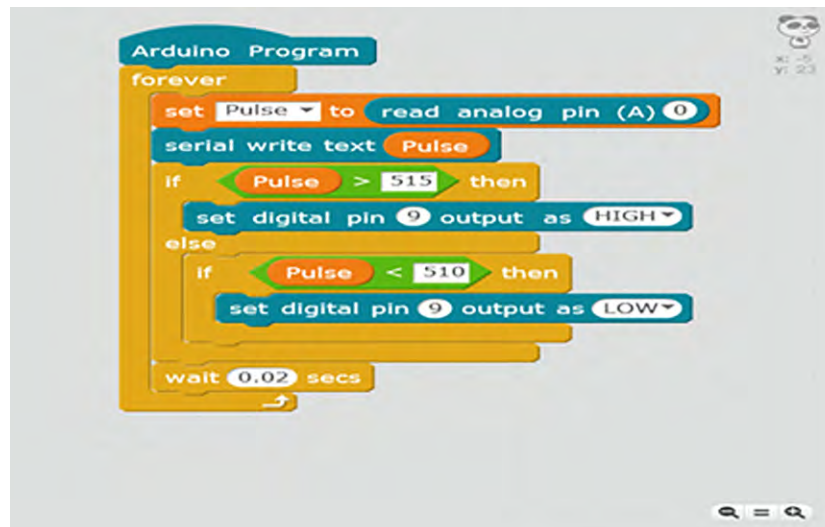 Arduino Program
forever
set Pulse to read analog pin (A) 0
serial write text Pulse
if Pulse > 515 then
set digital pin 9 output as HIGH
else
if Pulse < 510 then
set digital pin 9 output as LOW
wait 0.02 secs
x: -5
y: 23